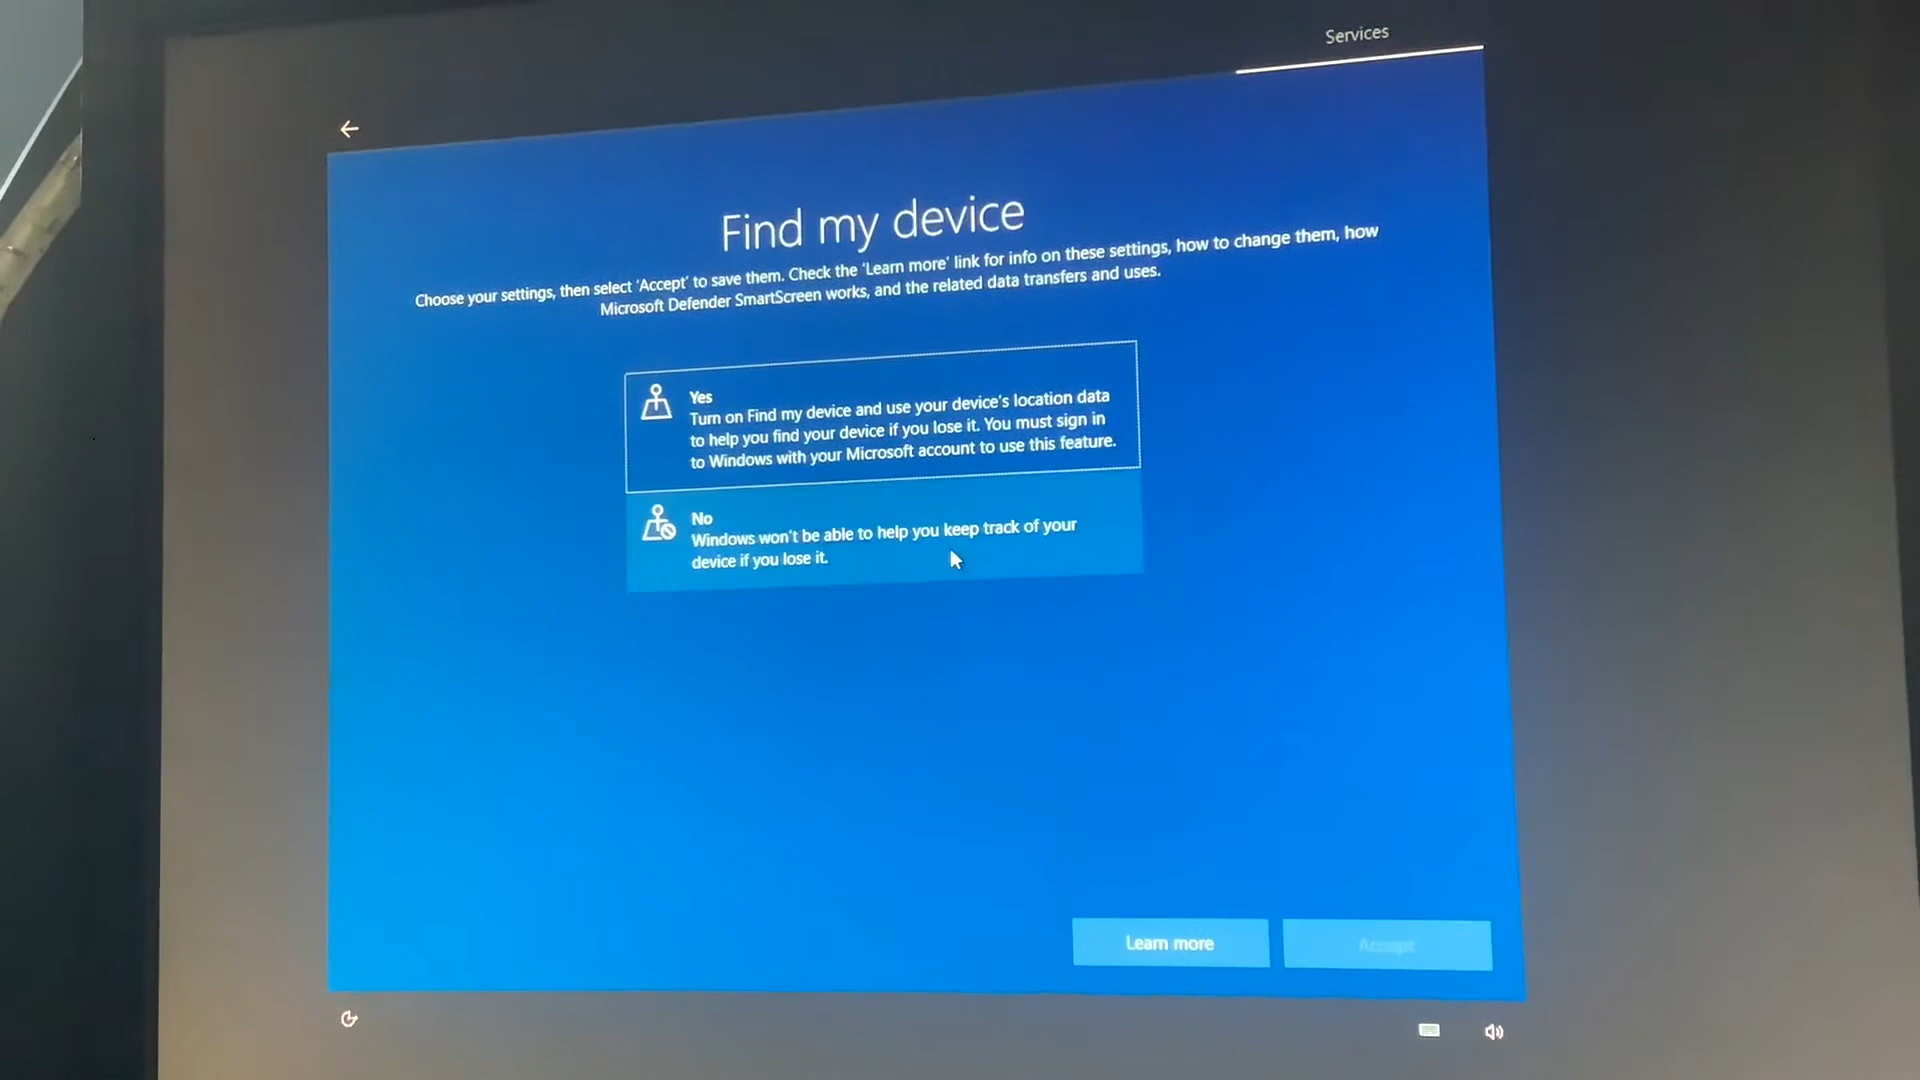 Services
Find my device
Choose your settings, then select 'Accept' to save them. Check the 'Learn more' link for info on these settings, how to change them, how
Microsoft Defender SmartScreen works, and the related data transfers and uses.
Yes
Turn on Find my device and use your device's location data
to help you find your device if you lose it. You must sign in
to Windows with your Microsoft account to use this feature.
No
Windows won't be able to help you keep track of your
device if you lose it.
Learn more
Accept